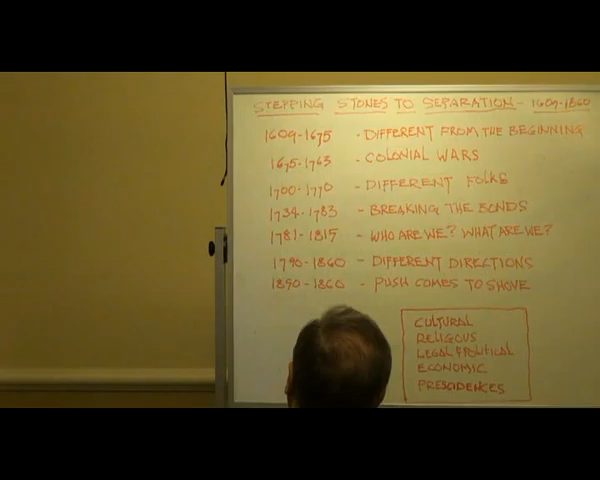 STEPPING STONES TO SEPARATION - 1609-1860
1609-1675 - DIFFERENT FROM THE BEGINNING
1675-1763 - COLONIAL WARS
1700-1770 - DIFFERENT FOLKS
1734-1783 - BREAKING THE BONDS
1781-1815 - WHO ARE WE? WHAT ARE WE?
1790-1860 - DIFFERENT DIRECTIONS
1850-1860 - PUSH COMES TO SHOVE
CULTURAL
RELIGIOUS
LEGAL & POLITICAL
ECONOMIC
PRESCIDENCES